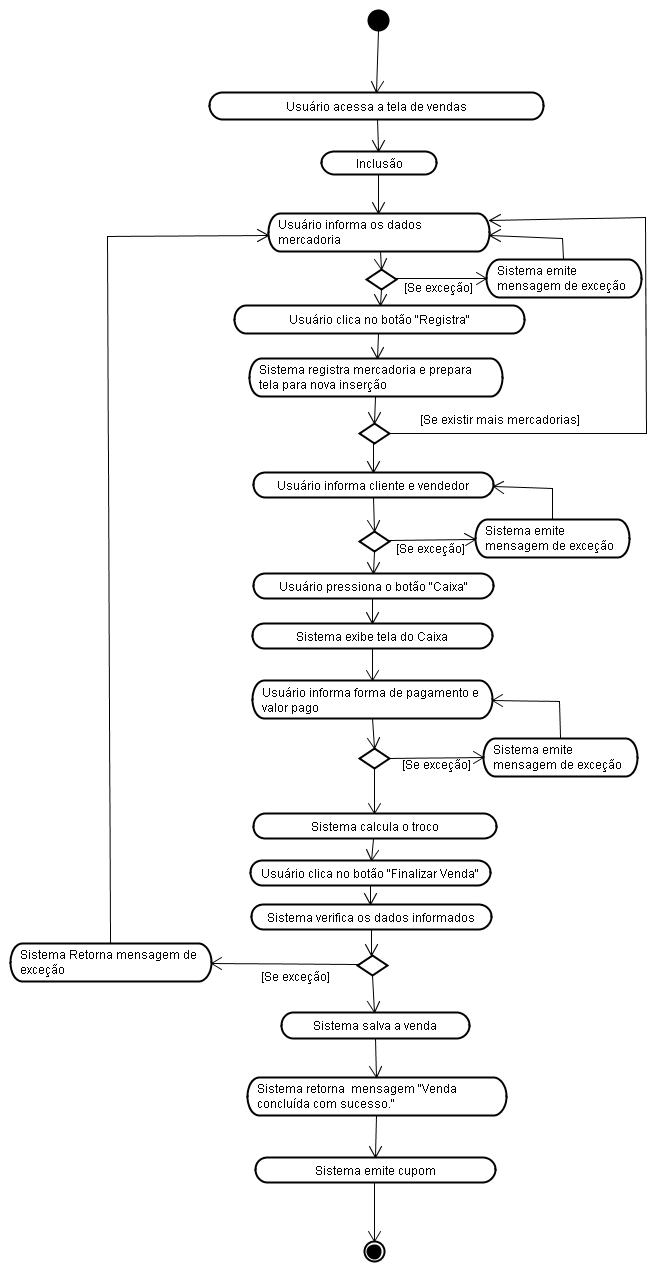 Usuário acessa a tela de vendas
Inclusão
Usuário informa os dados
mercadoria
Sistema emite
mensagem de exceção
[Se exceção]
Usuário clica no botão "Registra"
Sistema registra mercadoria e prepara
tela para nova inserção
[Se existir mais mercadorias]
Usuário informa cliente e vendedor
Sistema emite
mensagem de exceção
[Se exceção]
Usuário pressiona o botão "Caixa"
Sistema exibe tela do Caixa
Usuário informa forma de pagamento e
valor pago
Sistema emite
mensagem de exceção
[Se exceção]
Sistema calcula o troco
Usuário clica no botão "Finalizar Venda"
Sistema verifica os dados informados
Sistema Retorna mensagem de
exceção
[Se exceção]
Sistema salva a venda
Sistema retorna  mensagem "Venda
concluída com sucesso."
Sistema emite cupom